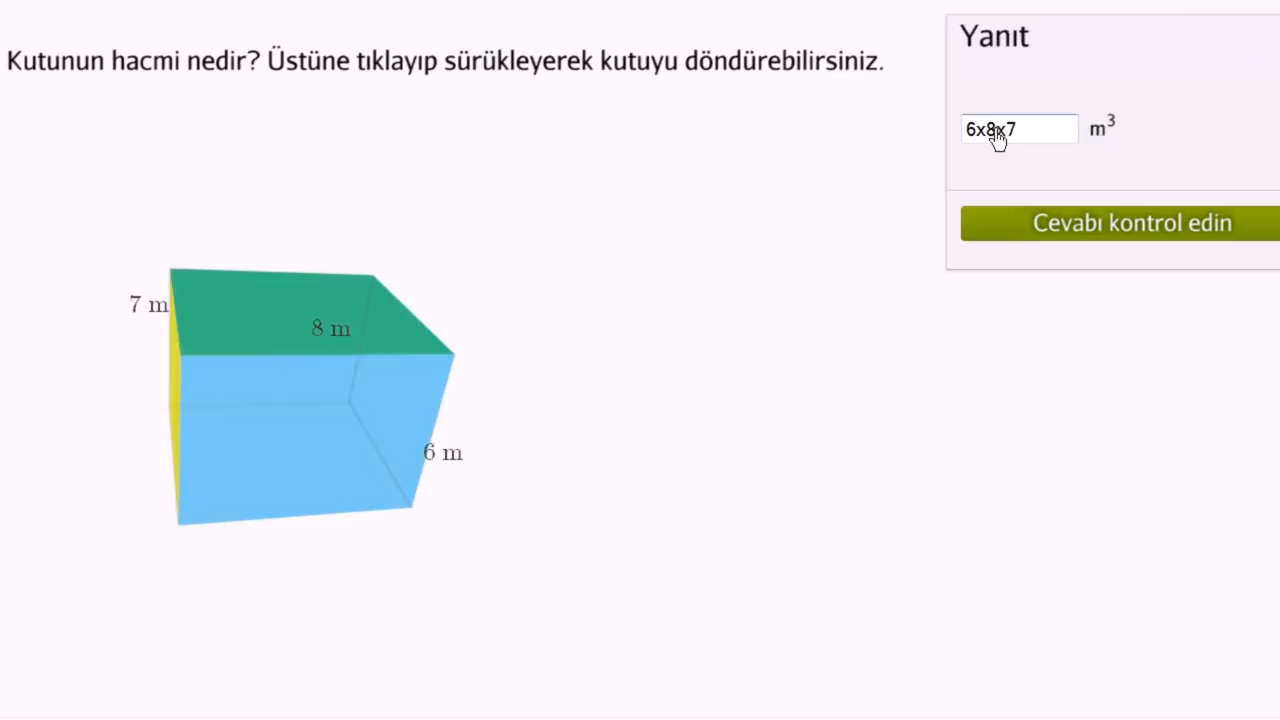 Kutunun hacmi nedir? Üstüne tıklayıp sürükleyerek kutuyu döndürebilirsiniz.
Yanıt
6x8x7 m³
Cevabı kontrol edin
7 m
8 m
6 m